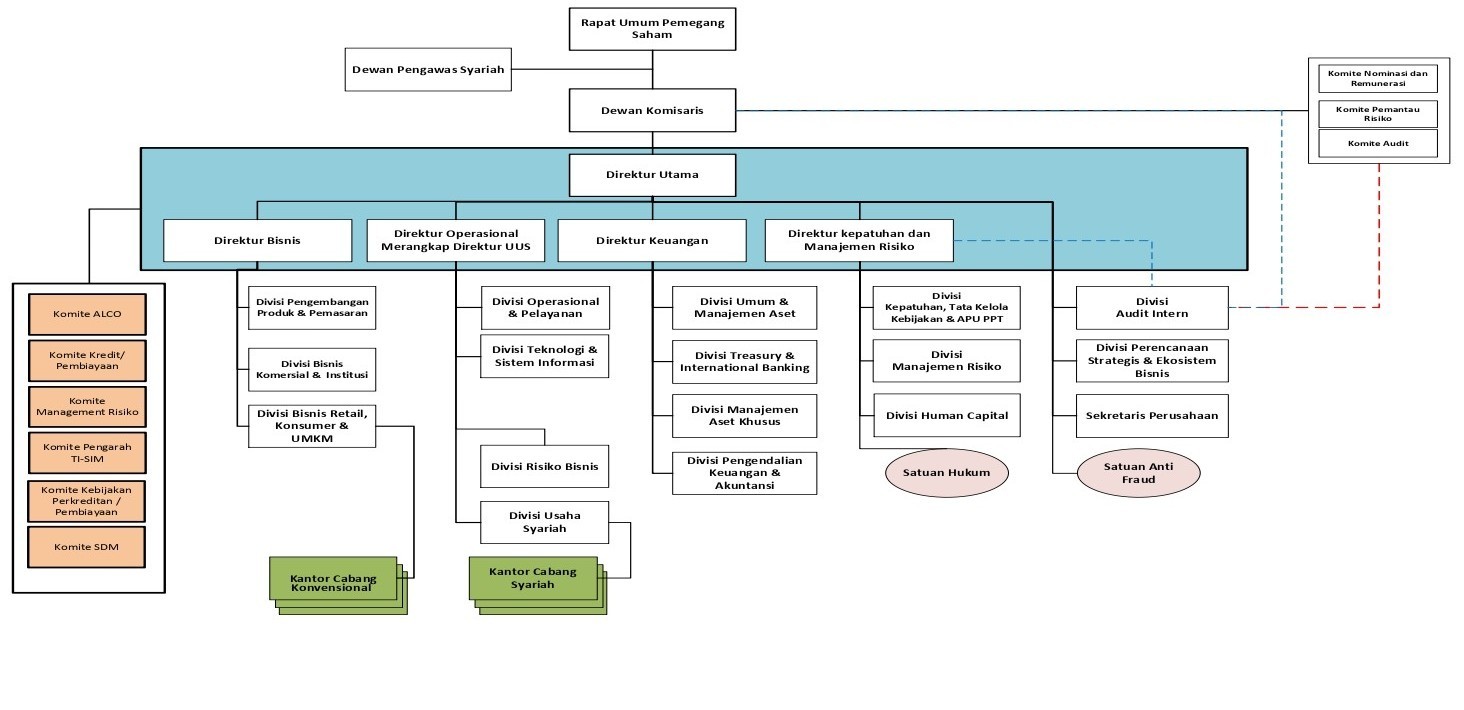 Rapat Umum Pemegang
Saham
Dewan Pengawas Syariah
Dewan Komisaris
Komite Nominasi dan
Remunerasi
Komite Pemantau
Risiko
Komite Audit
Direktur Utama
Direktur Bisnis
Direktur Operasional
Merangkap Direktur UUS
Direktur Keuangan
Direktur kepatuhan dan
Manajemen Risiko
Komite ALCO
Komite Kredit/
Pembiayaan
Komite
Management Risiko
Komite Pengarah
TI-SIM
Komite Kebijakan
Perkreditan /
Pembiayaan
Komite SDM
Divisi Pengembangan
Produk & Pemasaran
Divisi Bisnis
Komersial & Institusi
Divisi Bisnis Retail,
Konsumer &
UMKM
Kantor Cabang
Konvensional
Divisi Operasional
& Pelayanan
Divisi Teknologi &
Sistem Informasi
Divisi Risiko Bisnis
Divisi Usaha
Syariah
Kantor Cabang
Syariah
Divisi Umum &
Manajemen Aset
Divisi Treasury &
International Banking
Divisi Manajemen
Aset Khusus
Divisi Pengendalian
Keuangan &
Akuntansi
Divisi
Kepatuhan, Tata Kelola
Kebijakan & APU PPT
Divisi
Manajemen Risiko
Divisi Human Capital
Satuan Hukum
Divisi
Audit Intern
Divisi Perencanaan
Strategis & Ekosistem
Bisnis
Sekretaris Perusahaan
Satuan Anti
Fraud